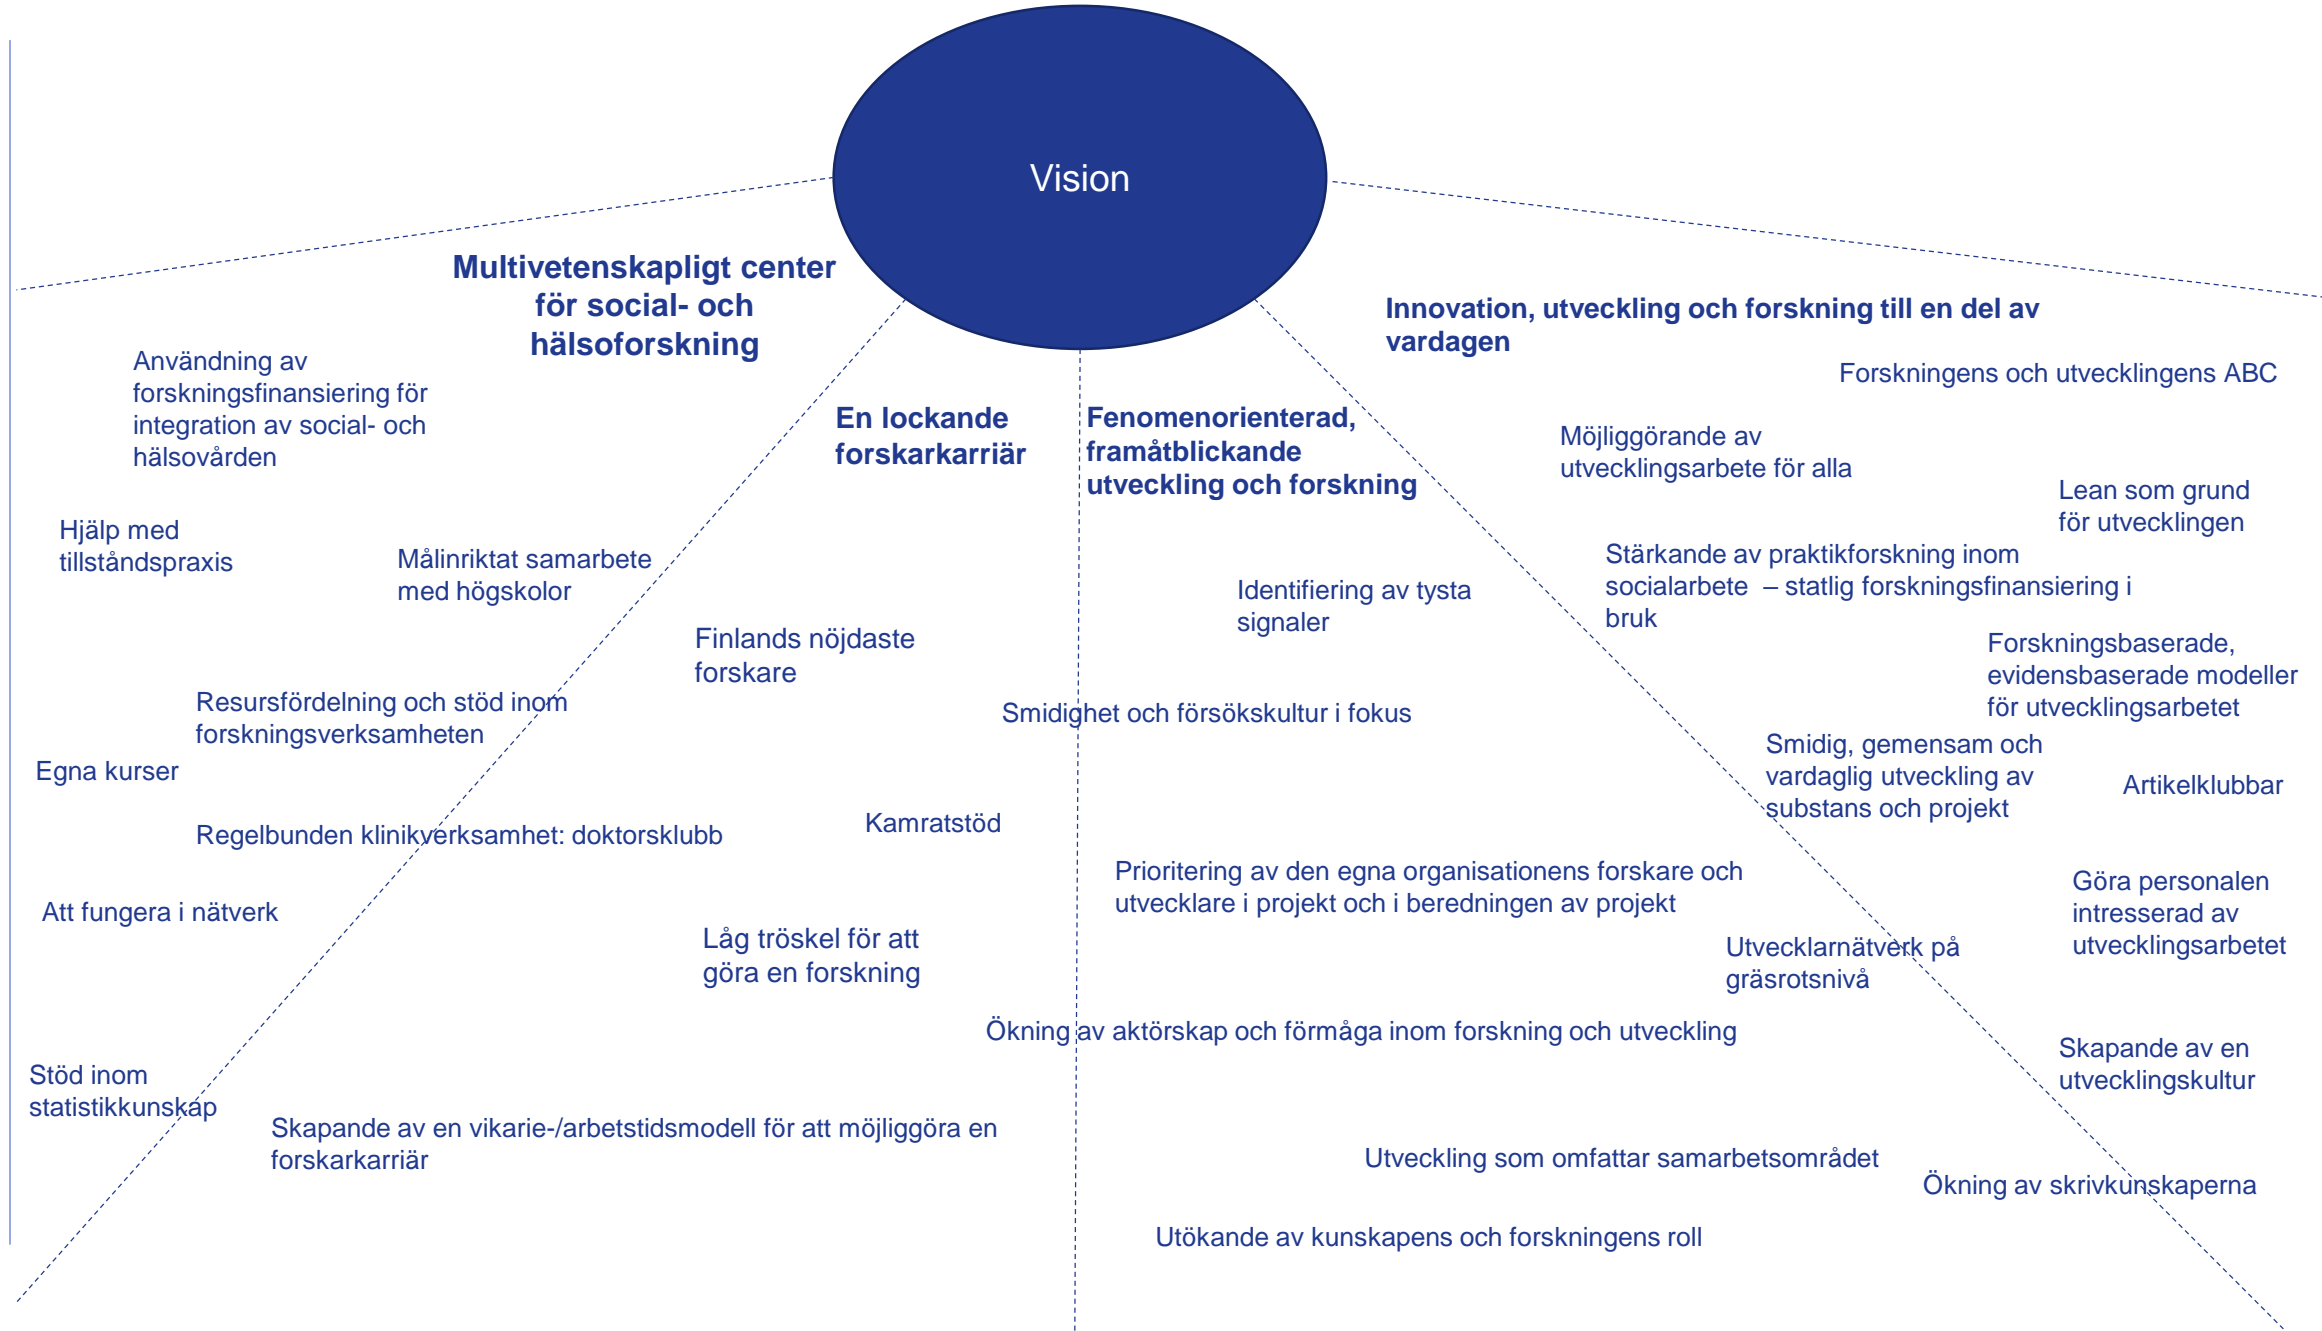 Vision
Multivetenskapligt center
för social- och
hälsoforskning
Användning av
forskningsfinansiering för
integration av social- och
hälsovården
Hjälp med
tillståndspraxis
Målinriktat samarbete
med högskolor
Resursfördelning och stöd inom
forskningsverksamheten
Egna kurser
Regelbunden klinikverksamhet: doktorsklubb
Att fungera i nätverk
Stöd inom
statistikkunskap
En lockande
forskarkarriär
Finlands nöjdaste
forskare
Kamratstöd
Låg tröskel för att
göra en forskning
Skapande av en vikarie-/arbetstidsmodell för att möjliggöra en
forskarkarriär
Fenomenorienterad,
framåtblickande
utveckling och forskning
Identifiering av tysta
signaler
Smidighet och försökskultur i fokus
Prioritering av den egna organisationens forskare och
utvecklare i projekt och i beredningen av projekt
Ökning av aktörskap och förmåga inom forskning och utveckling
Utveckling som omfattar samarbetsområdet
Utökande av kunskapens och forskningens roll
Innovation, utveckling och forskning till en del av
vardagen
Forskningens och utvecklingens ABC
Möjliggörande av
utvecklingsarbete för alla
Lean som grund
för utvecklingen
Stärkande av praktikforskning inom
socialarbete – statlig forskningsfinansiering i
bruk
Forskningsbaserade,
evidensbaserade modeller
för utvecklingsarbetet
Smidig, gemensam och
vardaglig utveckling av
substans och projekt
Artikelklubbar
Göra personalen
intresserad av
utvecklingsarbetet
Utvecklarnätverk på
gräsrotsnivå
Skapande av en
utvecklingskultur
Ökning av skrivkunskaperna